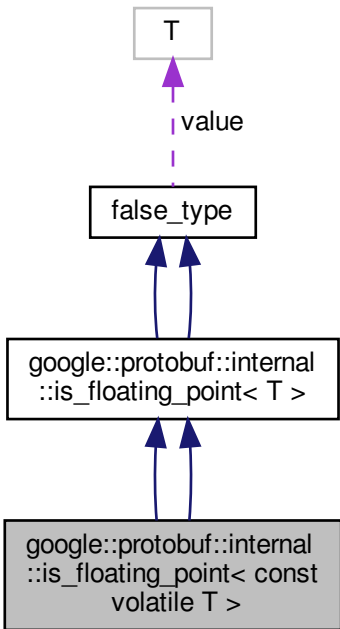 T
value
false_type
google::protobuf::internal
::is_floating_point< T >
google::protobuf::internal
::is_floating_point< const
volatile T >